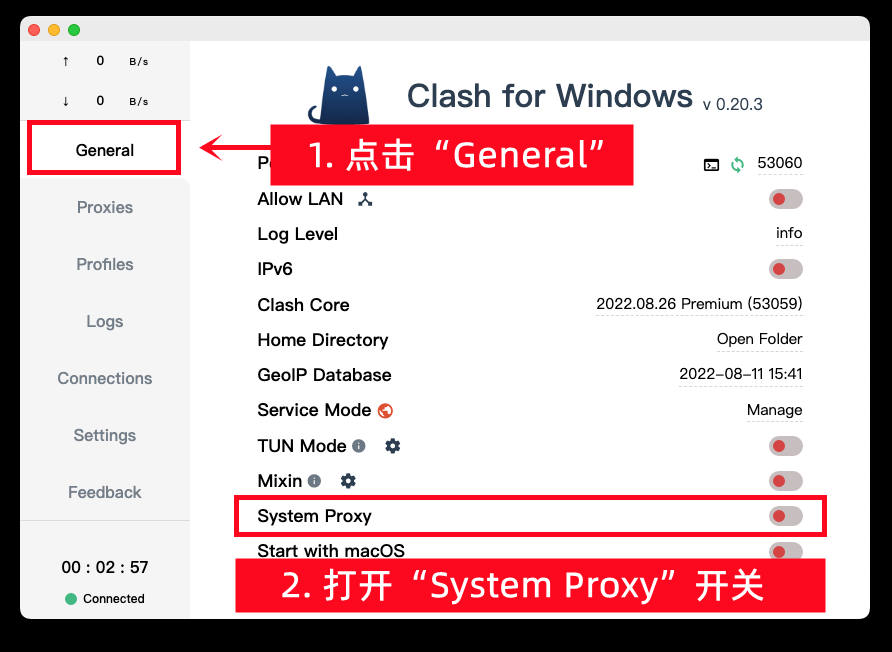 ↑ 0 B/s
↓ 0 B/s
General
Proxies
Profiles
Logs
Connections
Settings
Feedback
00 : 02 : 57
Connected
Clash for Windows v 0.20.3
1. 点击“General”
53060
Allow LAN
Log Level info
IPv6
Clash Core 2022.08.26 Premium (53059)
Home Directory Open Folder
GeoIP Database 2022-08-11 15:41
Service Mode Manage
TUN Mode
Mixin
System Proxy
Start with macOS
2. 打开“System Proxy”开关